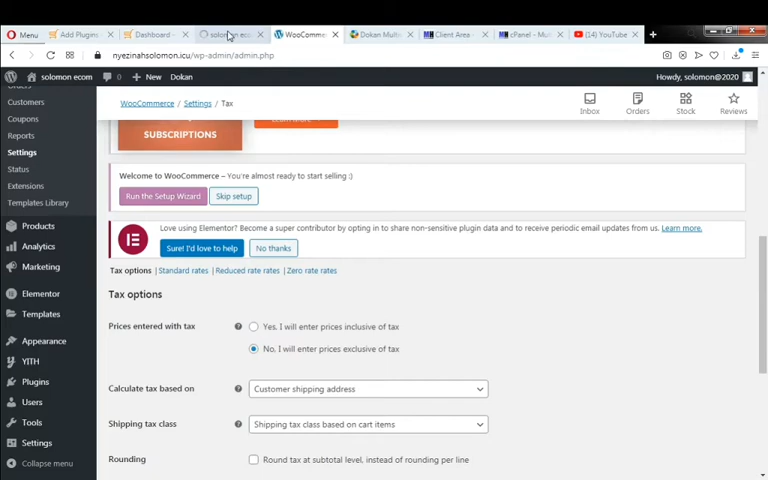 Menu
Add Plugins
Dashboard
solomon eco
WooComme
Dokan Multi
Client Area
cPanel - M
(14) YouTube
nyezinahsolomon.icu/wp-admin/admin.php
solomon ecom
0
New
Dokan
Howdy, solomon@2020
Customers
Coupons
Reports
Settings
Status
Extensions
Templates Library
Products
Analytics
Marketing
Elementor
Templates
Appearance
YITH
Plugins
Users
Tools
Settings
Collapse menu
WooCommerce / Settings / Tax
Inbox
Orders
Stock
Reviews
SUBSCRIPTIONS
Welcome to WooCommerce – You're almost ready to start selling :)
Run the Setup Wizard
Skip setup
Love using Elementor? Become a super contributor by opting in to share non-sensitive plugin data and to receive periodic email updates from us. Learn more.
Sure! I'd love to help
No thanks
Tax options | Standard rates | Reduced rate rates | Zero rate rates
Tax options
Prices entered with tax
Yes, I will enter prices inclusive of tax
No, I will enter prices exclusive of tax
Calculate tax based on
Customer shipping address
Shipping tax class
Shipping tax class based on cart items
Rounding
Round tax at subtotal level, instead of rounding per line